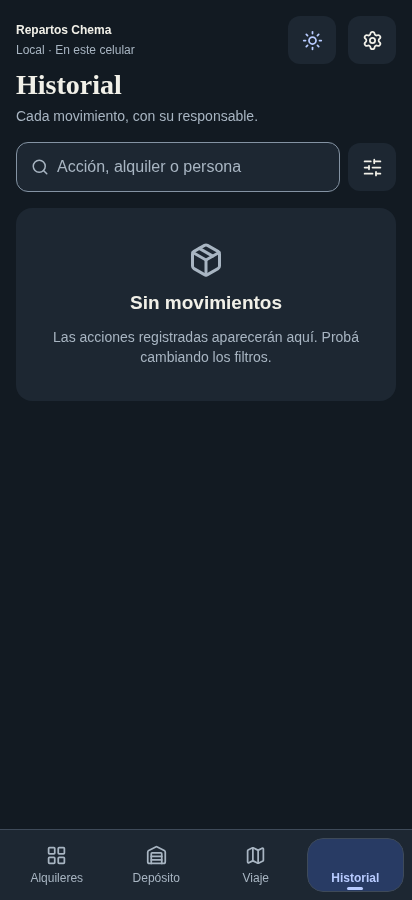 Repartos Chema
Local · En este celular
Historial
Cada movimiento, con su responsable.
Acción, alquiler o persona
Sin movimientos
Las acciones registradas aparecerán aquí. Probá
cambiando los filtros.
Alquileres
Depósito
Viaje
Historial